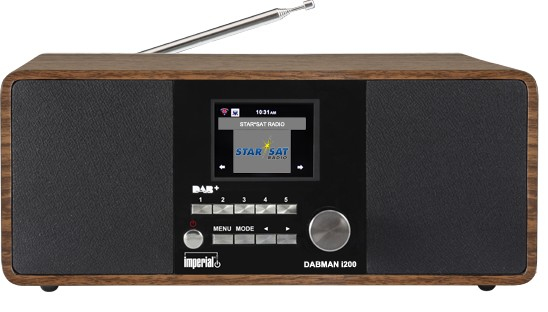 10:31 AM
STAR*SAT RADIO
STAR SAT
RADIO
DAB+
1 2 3 4 5
MENU MODE ◄ ►
imperial
DABMAN i200